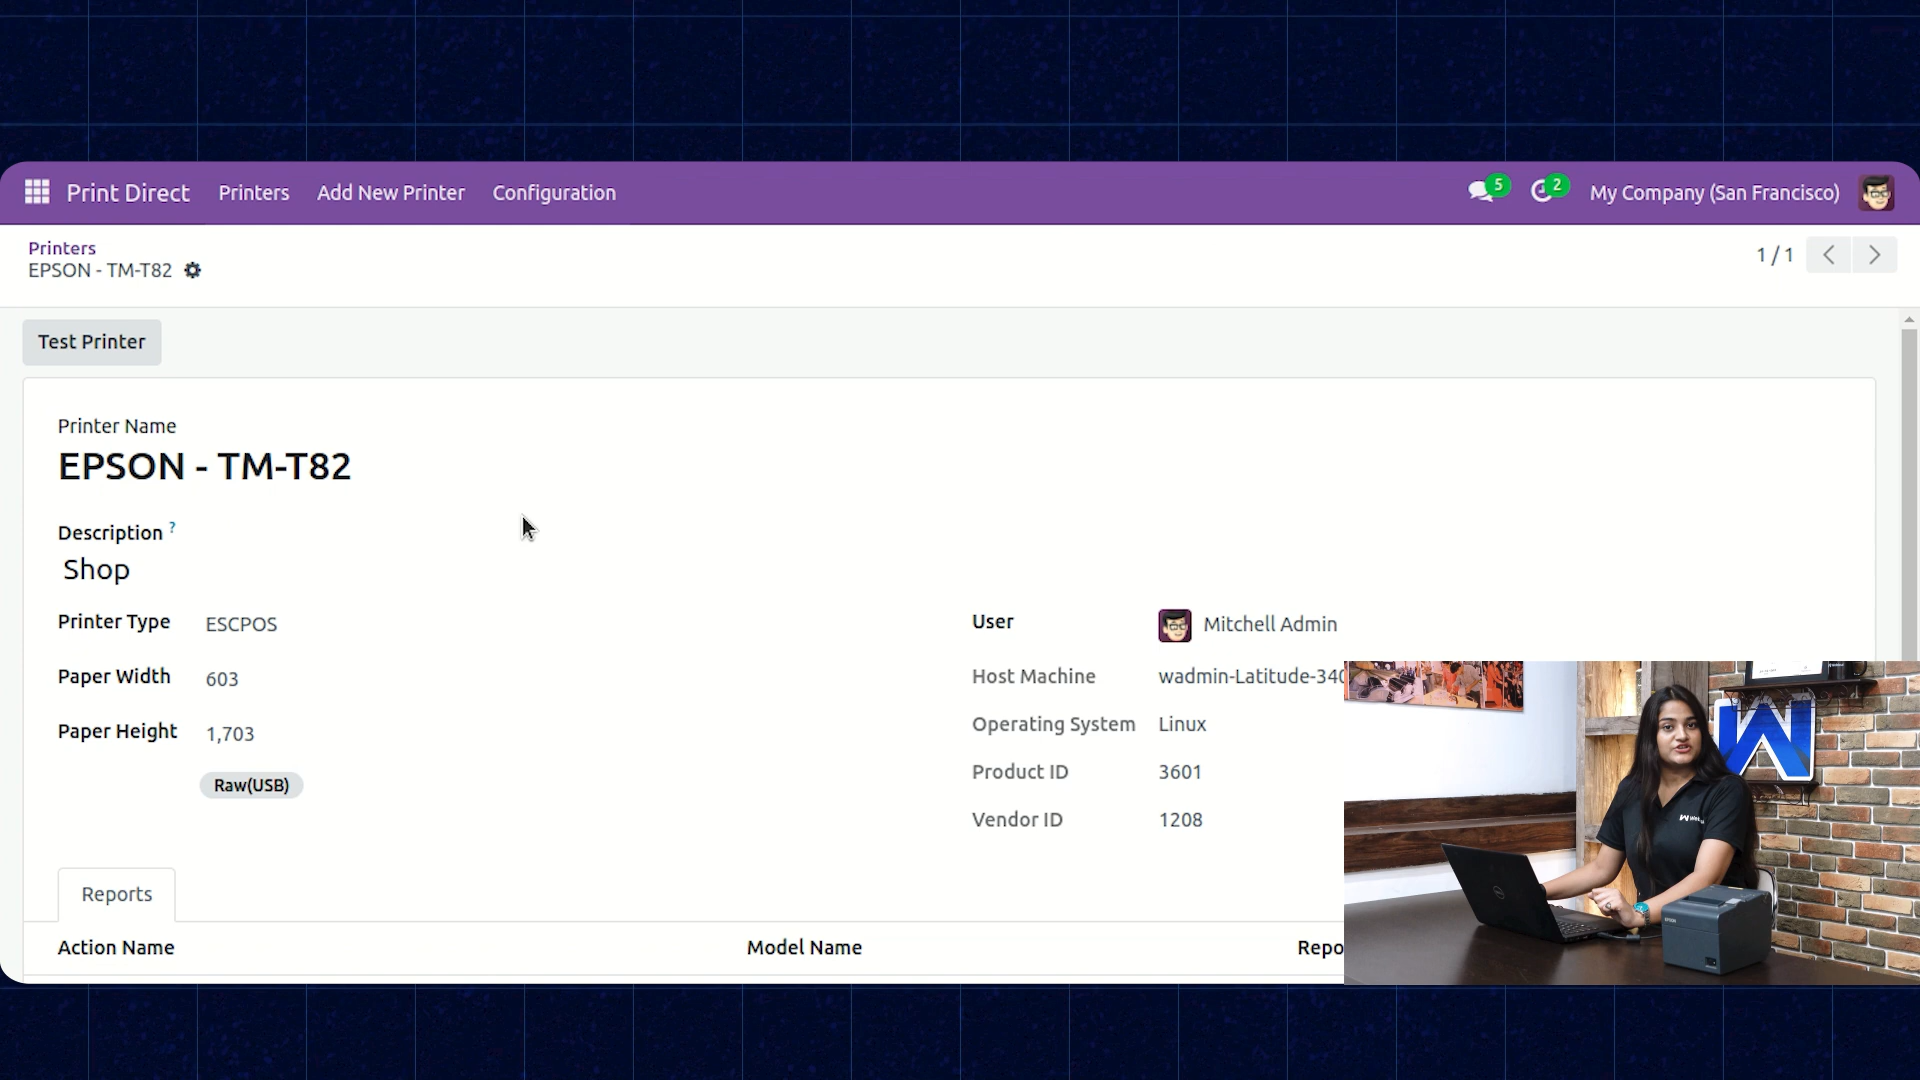 Print Direct Printers Add New Printer Configuration 5 2 My Company (San Francisco)
Printers
EPSON - TM-T82
1 / 1
Test Printer
Printer Name
EPSON - TM-T82
Description ?
Shop
Printer Type ESCPOS
User Mitchell Admin
Paper Width 603
Host Machine wadmin-Latitude-340
Paper Height 1,703
Operating System Linux
Raw(USB)
Product ID 3601
Vendor ID 1208
Reports
Action Name Model Name Repo
W
EPSON